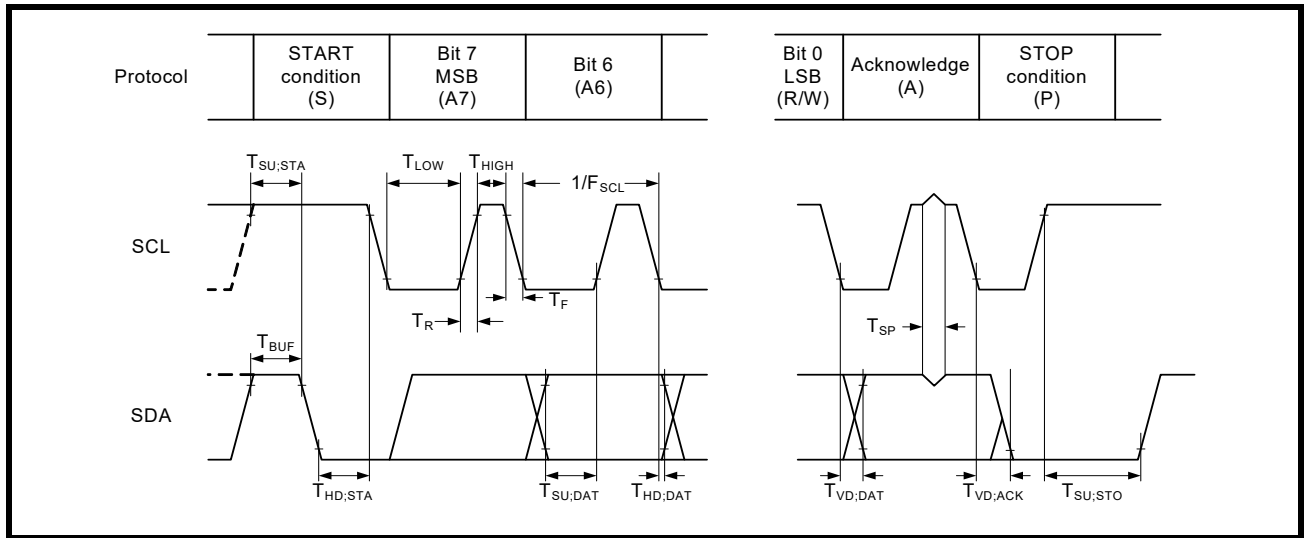 Protocol
START
condition
(S)
Bit 7
MSB
(A7)
Bit 6
(A6)
Bit 0
LSB
(R/W)
Acknowledge
(A)
STOP
condition
(P)
TSU;STA
TLOW
THIGH
1/FSCL
SCL
TR
TF
TSP
TBUF
SDA
THD;STA
TSU;DAT
THD;DAT
TVD;DAT
TVD;ACK
TSU;STO